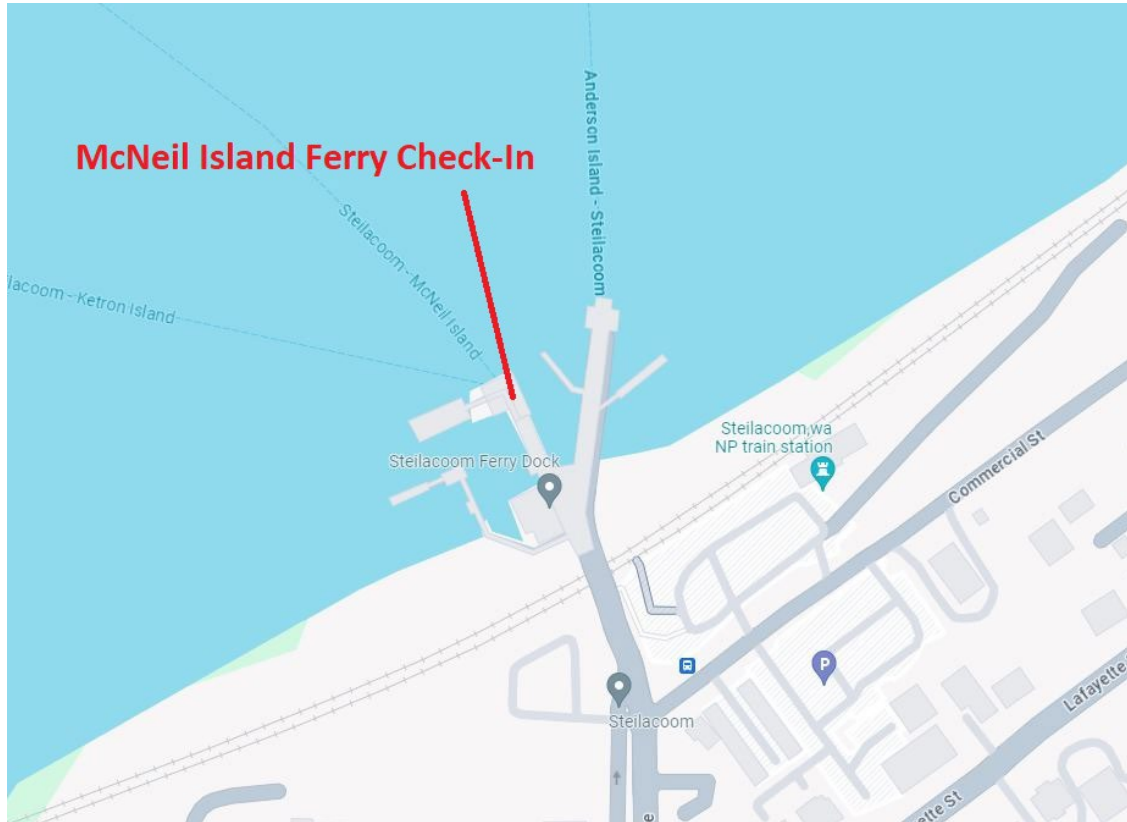 McNeil Island Ferry Check-In
Anderson Island - Steilacoom
Steilacoom - McNeil Island
lacoom - Ketron Island
Steilacoom Ferry Dock
Steilacoom,wa
NP train station
Commercial St
P
Steilacoom
Lafayette
ette St
e